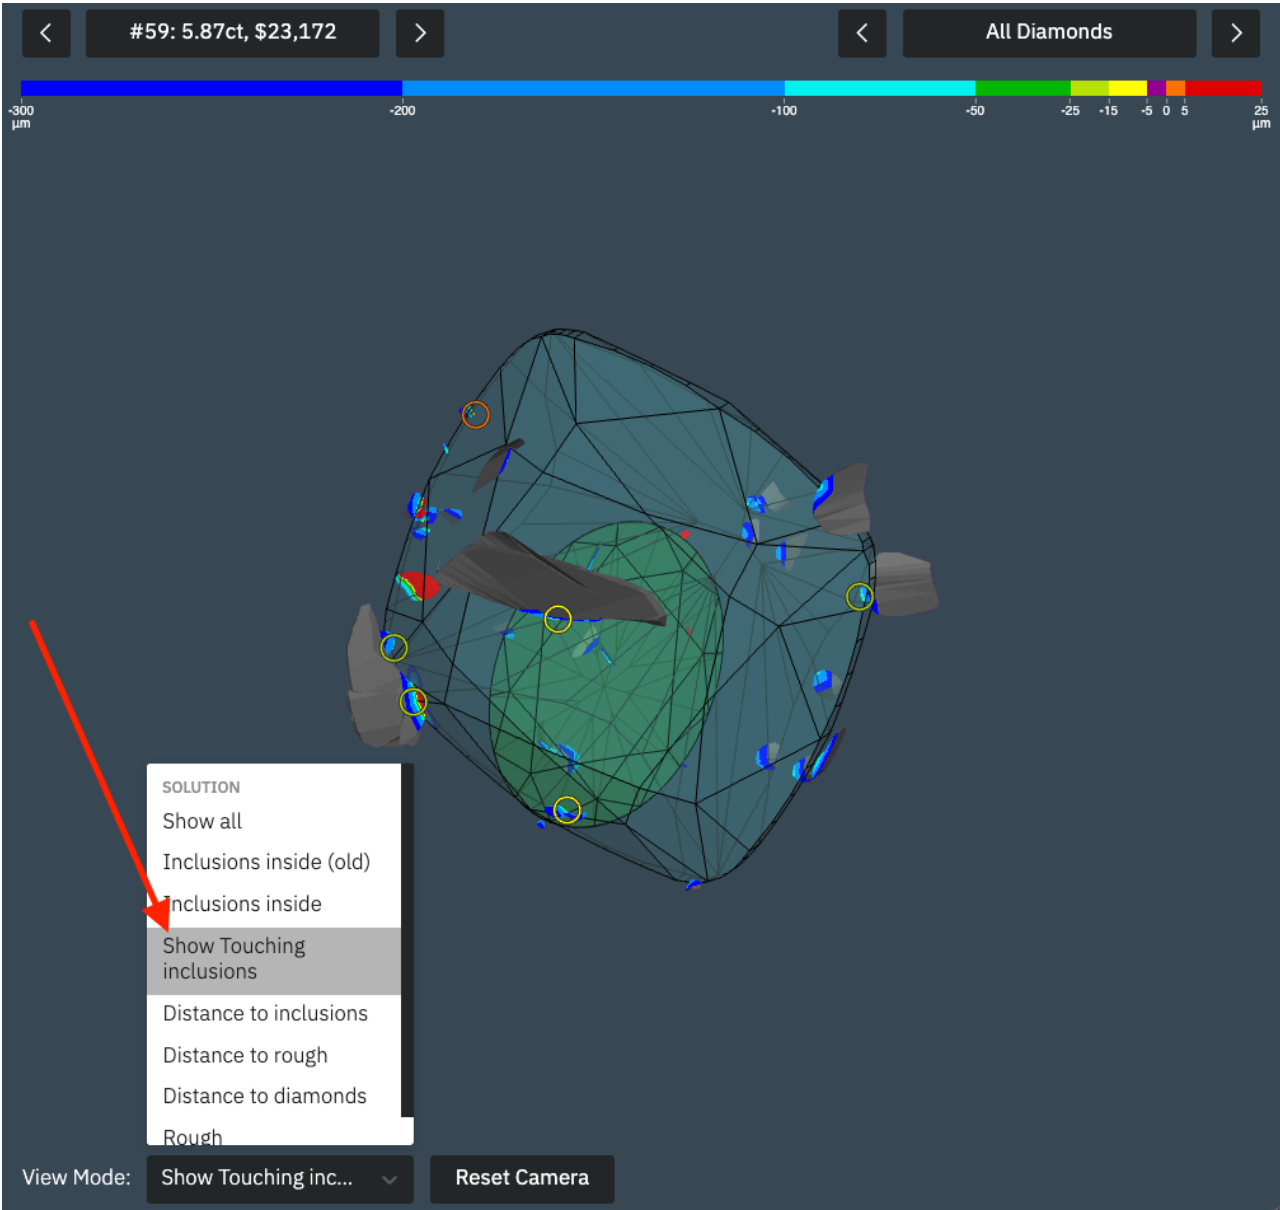 #59: 5.87ct, $23,172
All Diamonds
-300 -200 -100 -50 -25 -15 -5 0 5 25
µm µm
SOLUTION
Show all
Inclusions inside (old)
Inclusions inside
Show Touching
inclusions
Distance to inclusions
Distance to rough
Distance to diamonds
Rough
View Mode: Show Touching inc... Reset Camera